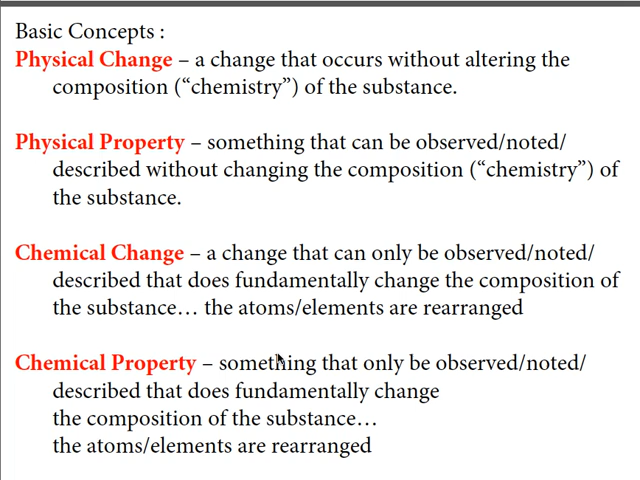 Basic Concepts :
Physical Change – a change that occurs without altering the
composition (“chemistry”) of the substance.
Physical Property – something that can be observed/noted/
described without changing the composition (“chemistry”) of
the substance.
Chemical Change – a change that can only be observed/noted/
described that does fundamentally change the composition of
the substance… the atoms/elements are rearranged
Chemical Property – something that only be observed/noted/
described that does fundamentally change
the composition of the substance…
the atoms/elements are rearranged